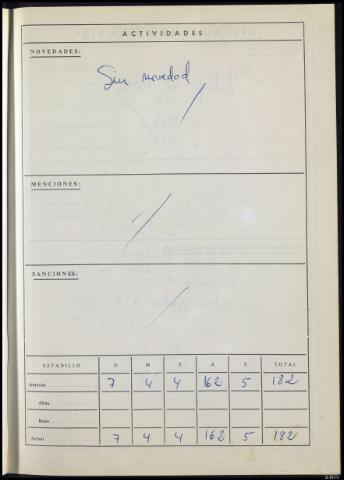 ACTIVIDADES
NOVEDADES:
Sin novedad
MENCIONES:
SANCIONES:
ESTADILLO D M E A S TOTAL
Anterior 7 4 4 162 5 182
Altas
Bajas
Actual 7 4 4 162 5 182